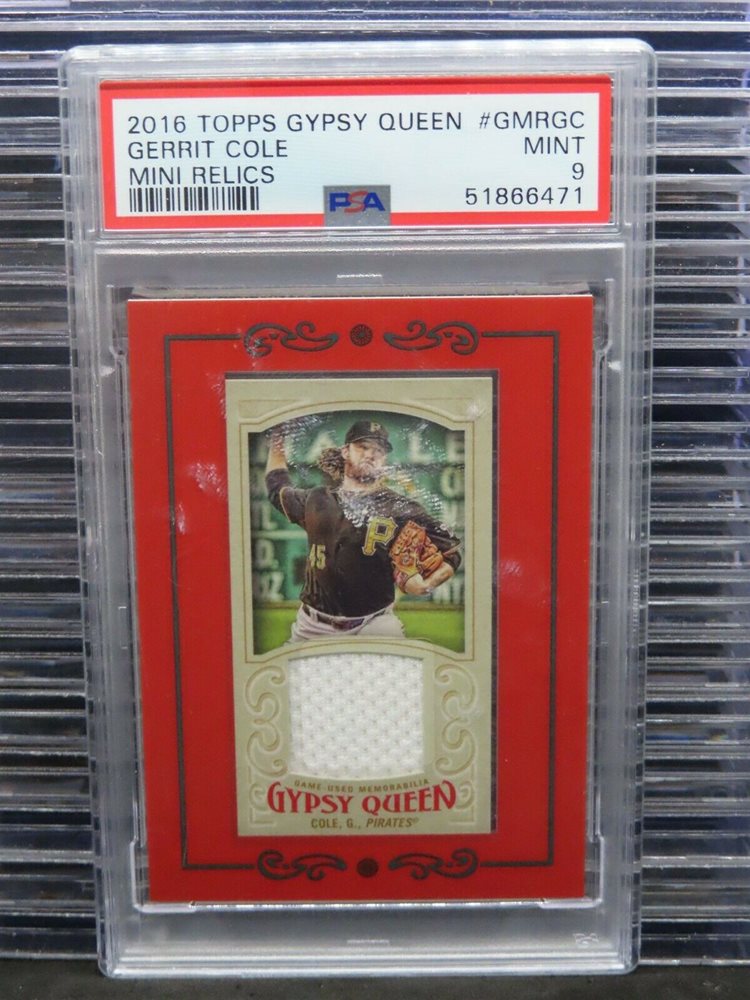 2016 TOPPS GYPSY QUEEN #GMRGC
GERRIT COLE MINT
MINI RELICS 9
PSA 51866471
P
P
45
GAME-USED MEMORABILIA
GYPSY QUEEN
COLE, G., PIRATES®